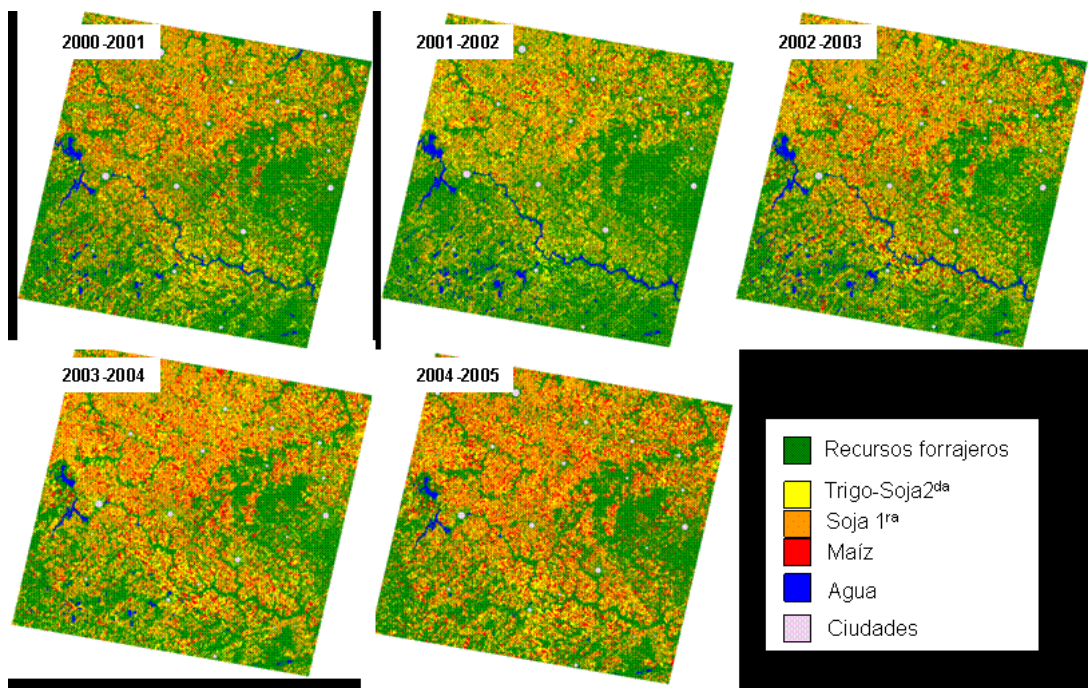 2000-2001
2001-2002
2002-2003
2003-2004
2004-2005
Recursos forrajeros
Trigo-Soja2ᵈᵃ
Soja 1ʳᵃ
Maíz
Agua
Ciudades